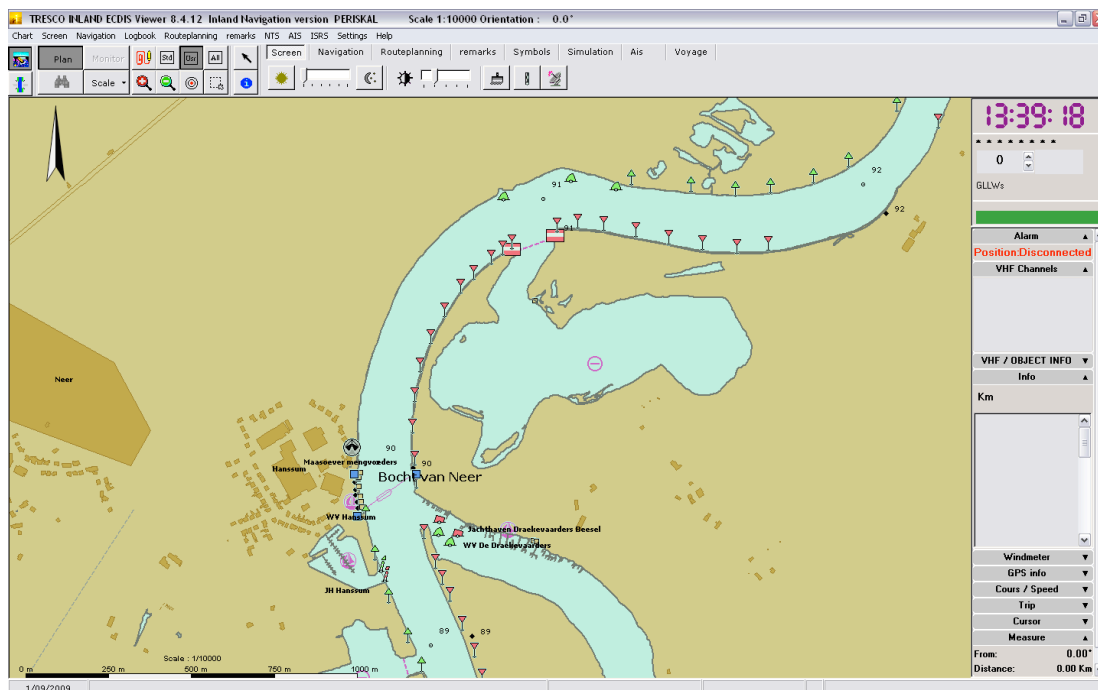 TRESCO INLAND ECDIS Viewer 8.4.12 Inland Navigation version PERISKAL Scale 1:10000 Orientation : 0.0°
Chart Screen Navigation Logbook Routeplanning remarks NTS AIS ISRS Settings Help
Plan Monitor Std Usr All
Scale
Screen Navigation Routeplanning remarks Symbols Simulation Ais Voyage
13:39:18
* * * * * * * *
0
GLLWs
Alarm
Position:Disconnected
VHF Channels
VHF / OBJECT INFO
Info
Km
Windmeter
GPS info
Cours / Speed
Trip
Cursor
Measure
From: 0.00°
Distance: 0.00 Km
92
91
92
91
Neer
90
Maasoever mengvoeders
90
Hanssum
Bocht van Neer
WV Hanssum
Jachthaven Draekevaarders Beesel
WV De Draekevaarders
JH Hanssum
89
89
Scale : 1/10000
0 m 250 m 500 m 750 m 1000 m
1/09/2009